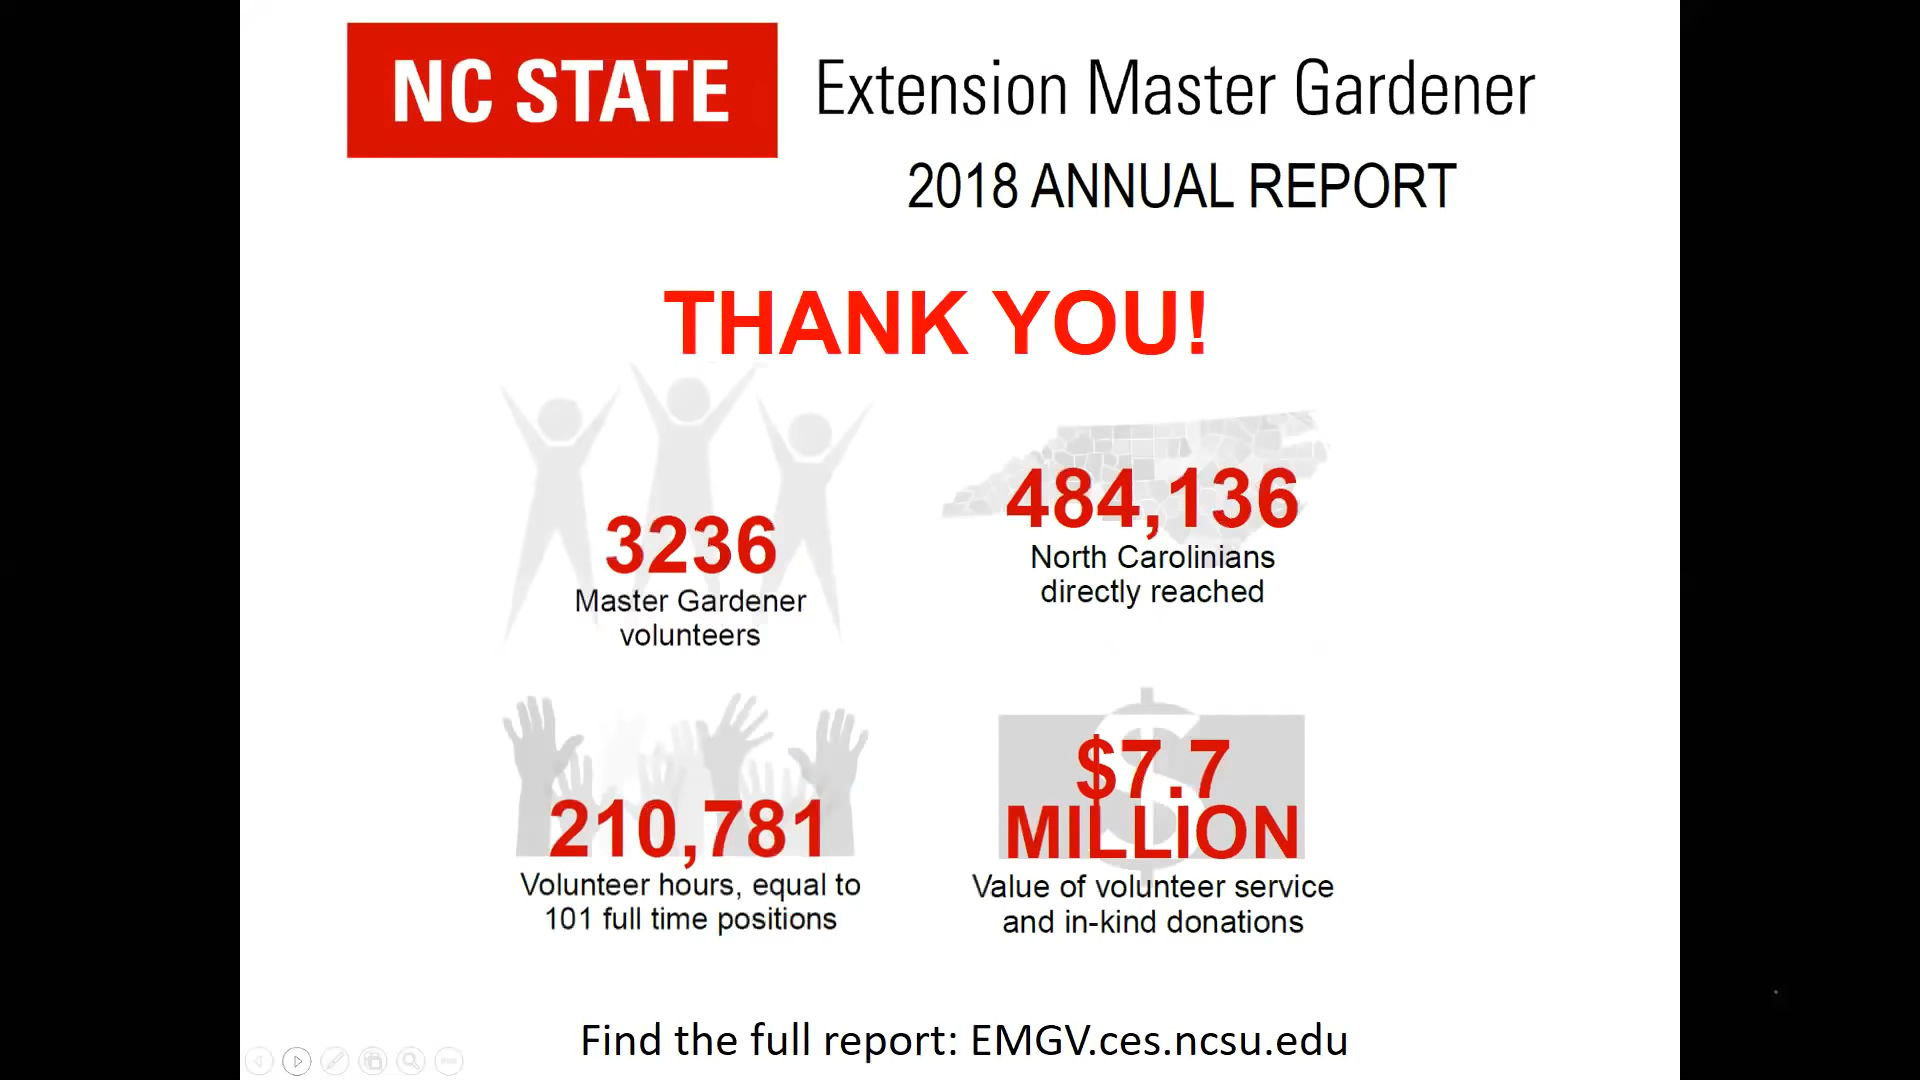 NC STATE Extension Master Gardener
2018 ANNUAL REPORT
THANK YOU!
3236
Master Gardener
volunteers
484,136
North Carolinians
directly reached
210,781
Volunteer hours, equal to
101 full time positions
$7.7
MILLION
Value of volunteer service
and in-kind donations
Find the full report: EMGV.ces.ncsu.edu